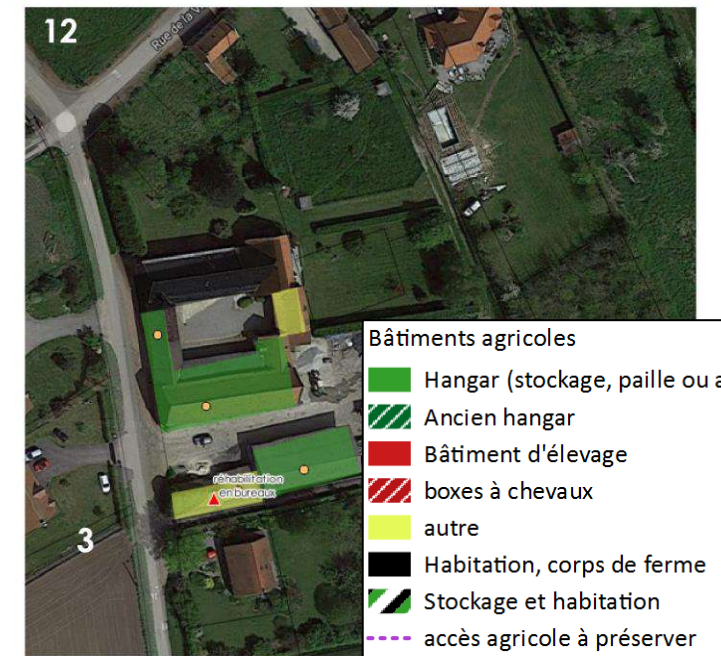 12
Rue de la V
Bâtiments agricoles
Hangar (stockage, paille ou a
Ancien hangar
Bâtiment d'élevage
boxes à chevaux
autre
Habitation, corps de ferme
Stockage et habitation
accès agricole à préserver
réhabilitation
en bureaux
3